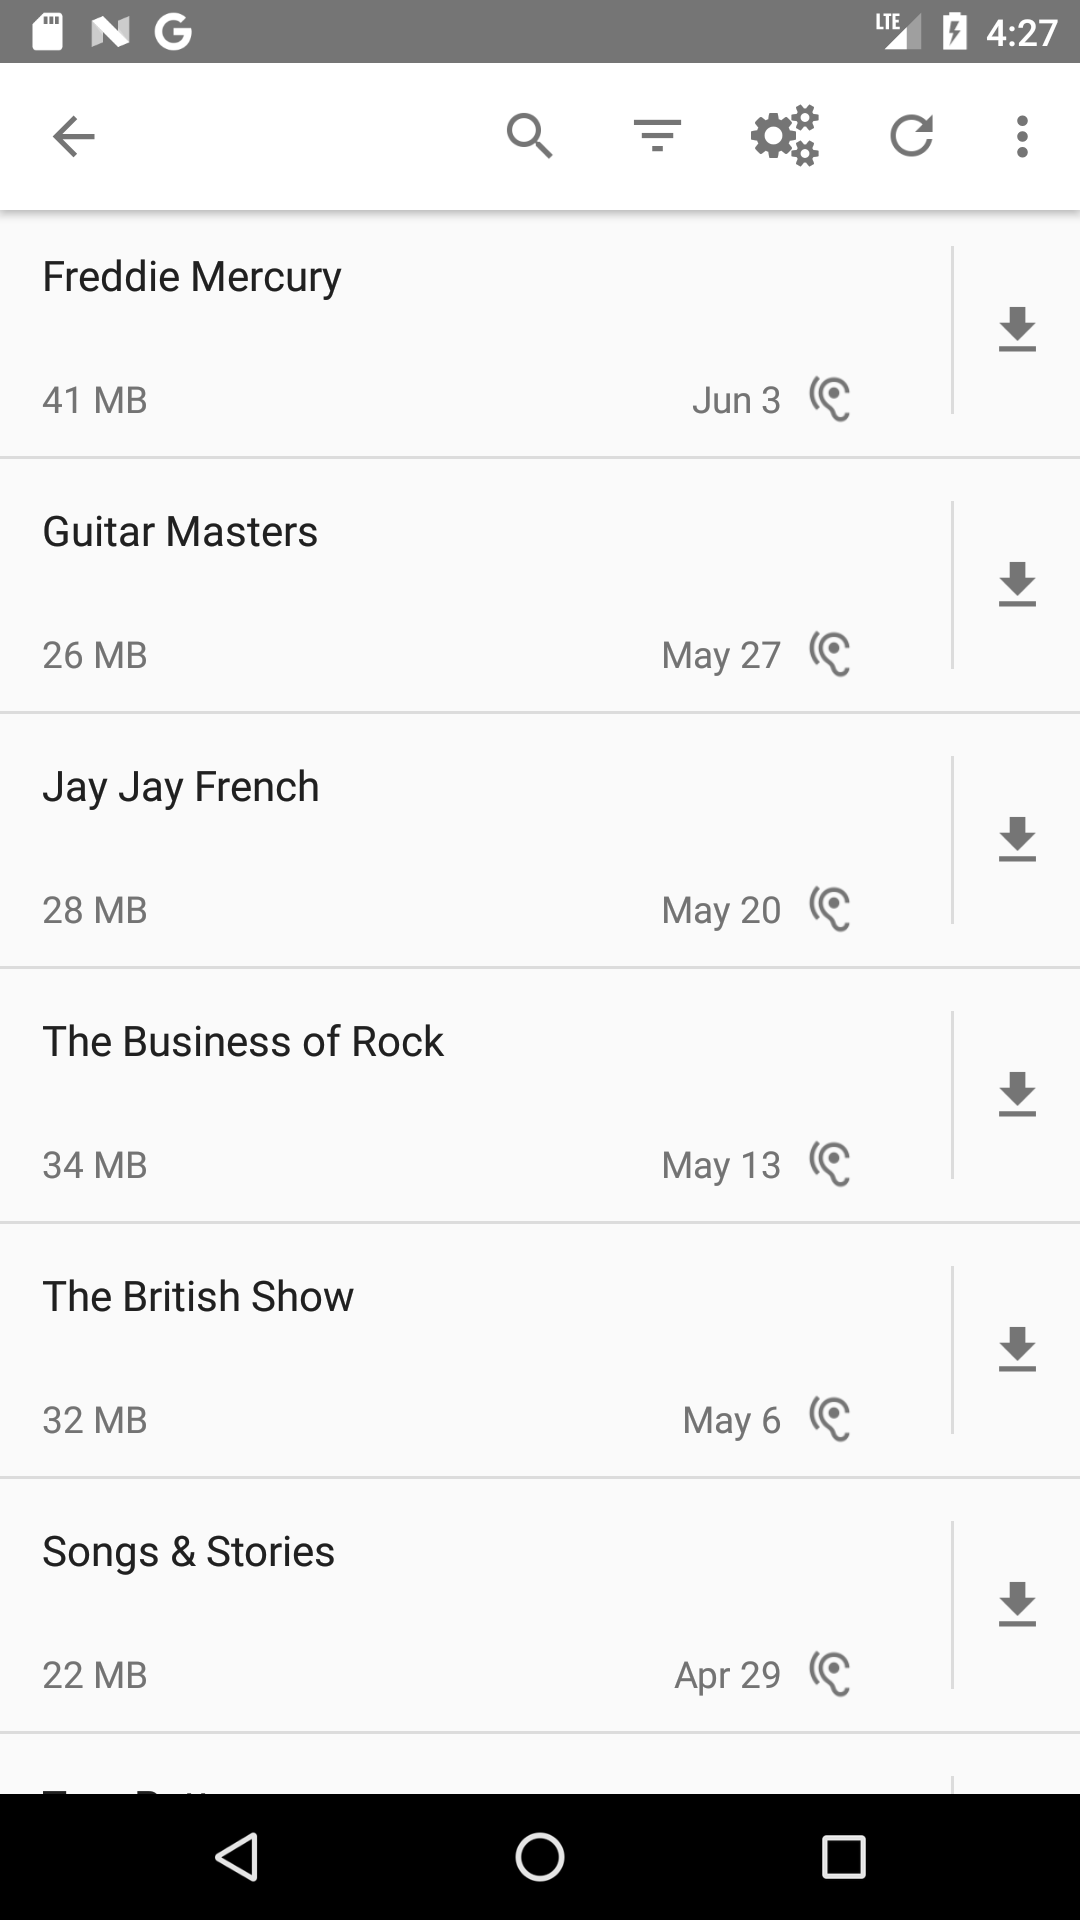 LTE 4:27
Freddie Mercury
41 MB Jun 3
Guitar Masters
26 MB May 27
Jay Jay French
28 MB May 20
The Business of Rock
34 MB May 13
The British Show
32 MB May 6
Songs & Stories
22 MB Apr 29